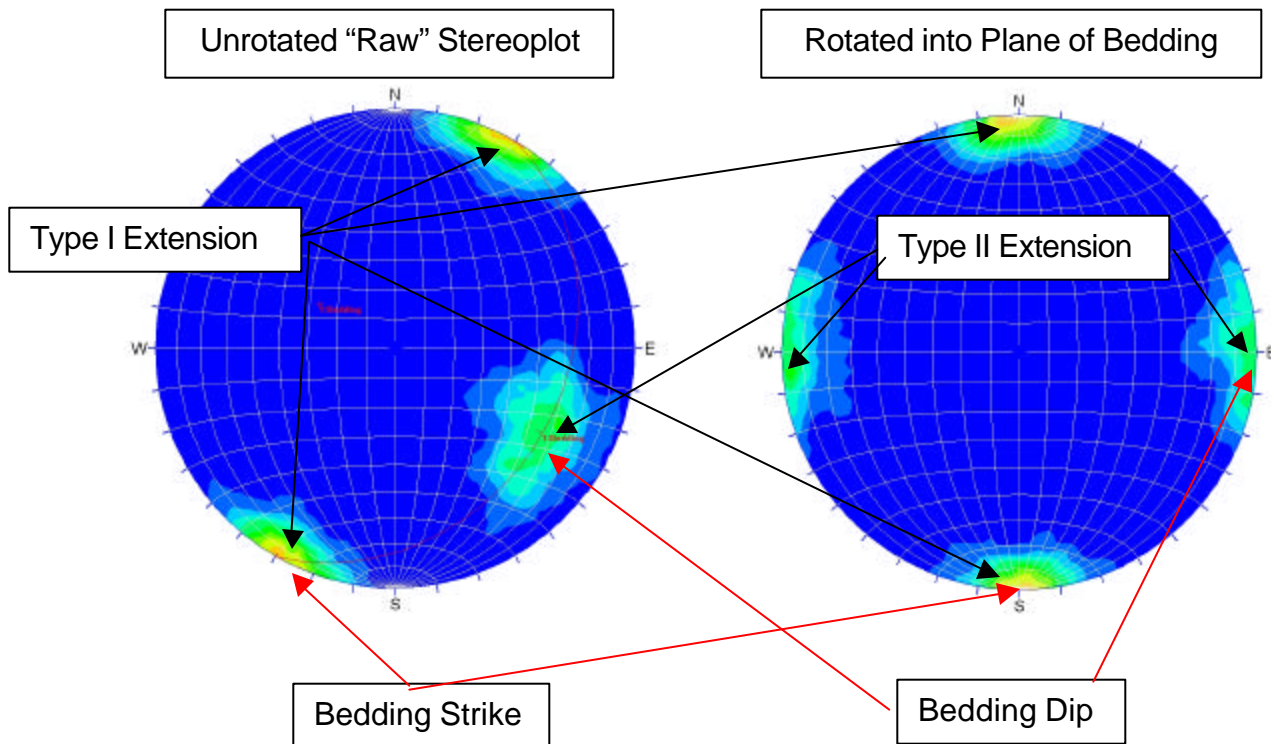 Unrotated “Raw” Stereoplot
Rotated into Plane of Bedding
N
N
Type I Extension
Type II Extension
W
E
W
E
S
S
Bedding Strike
Bedding Dip